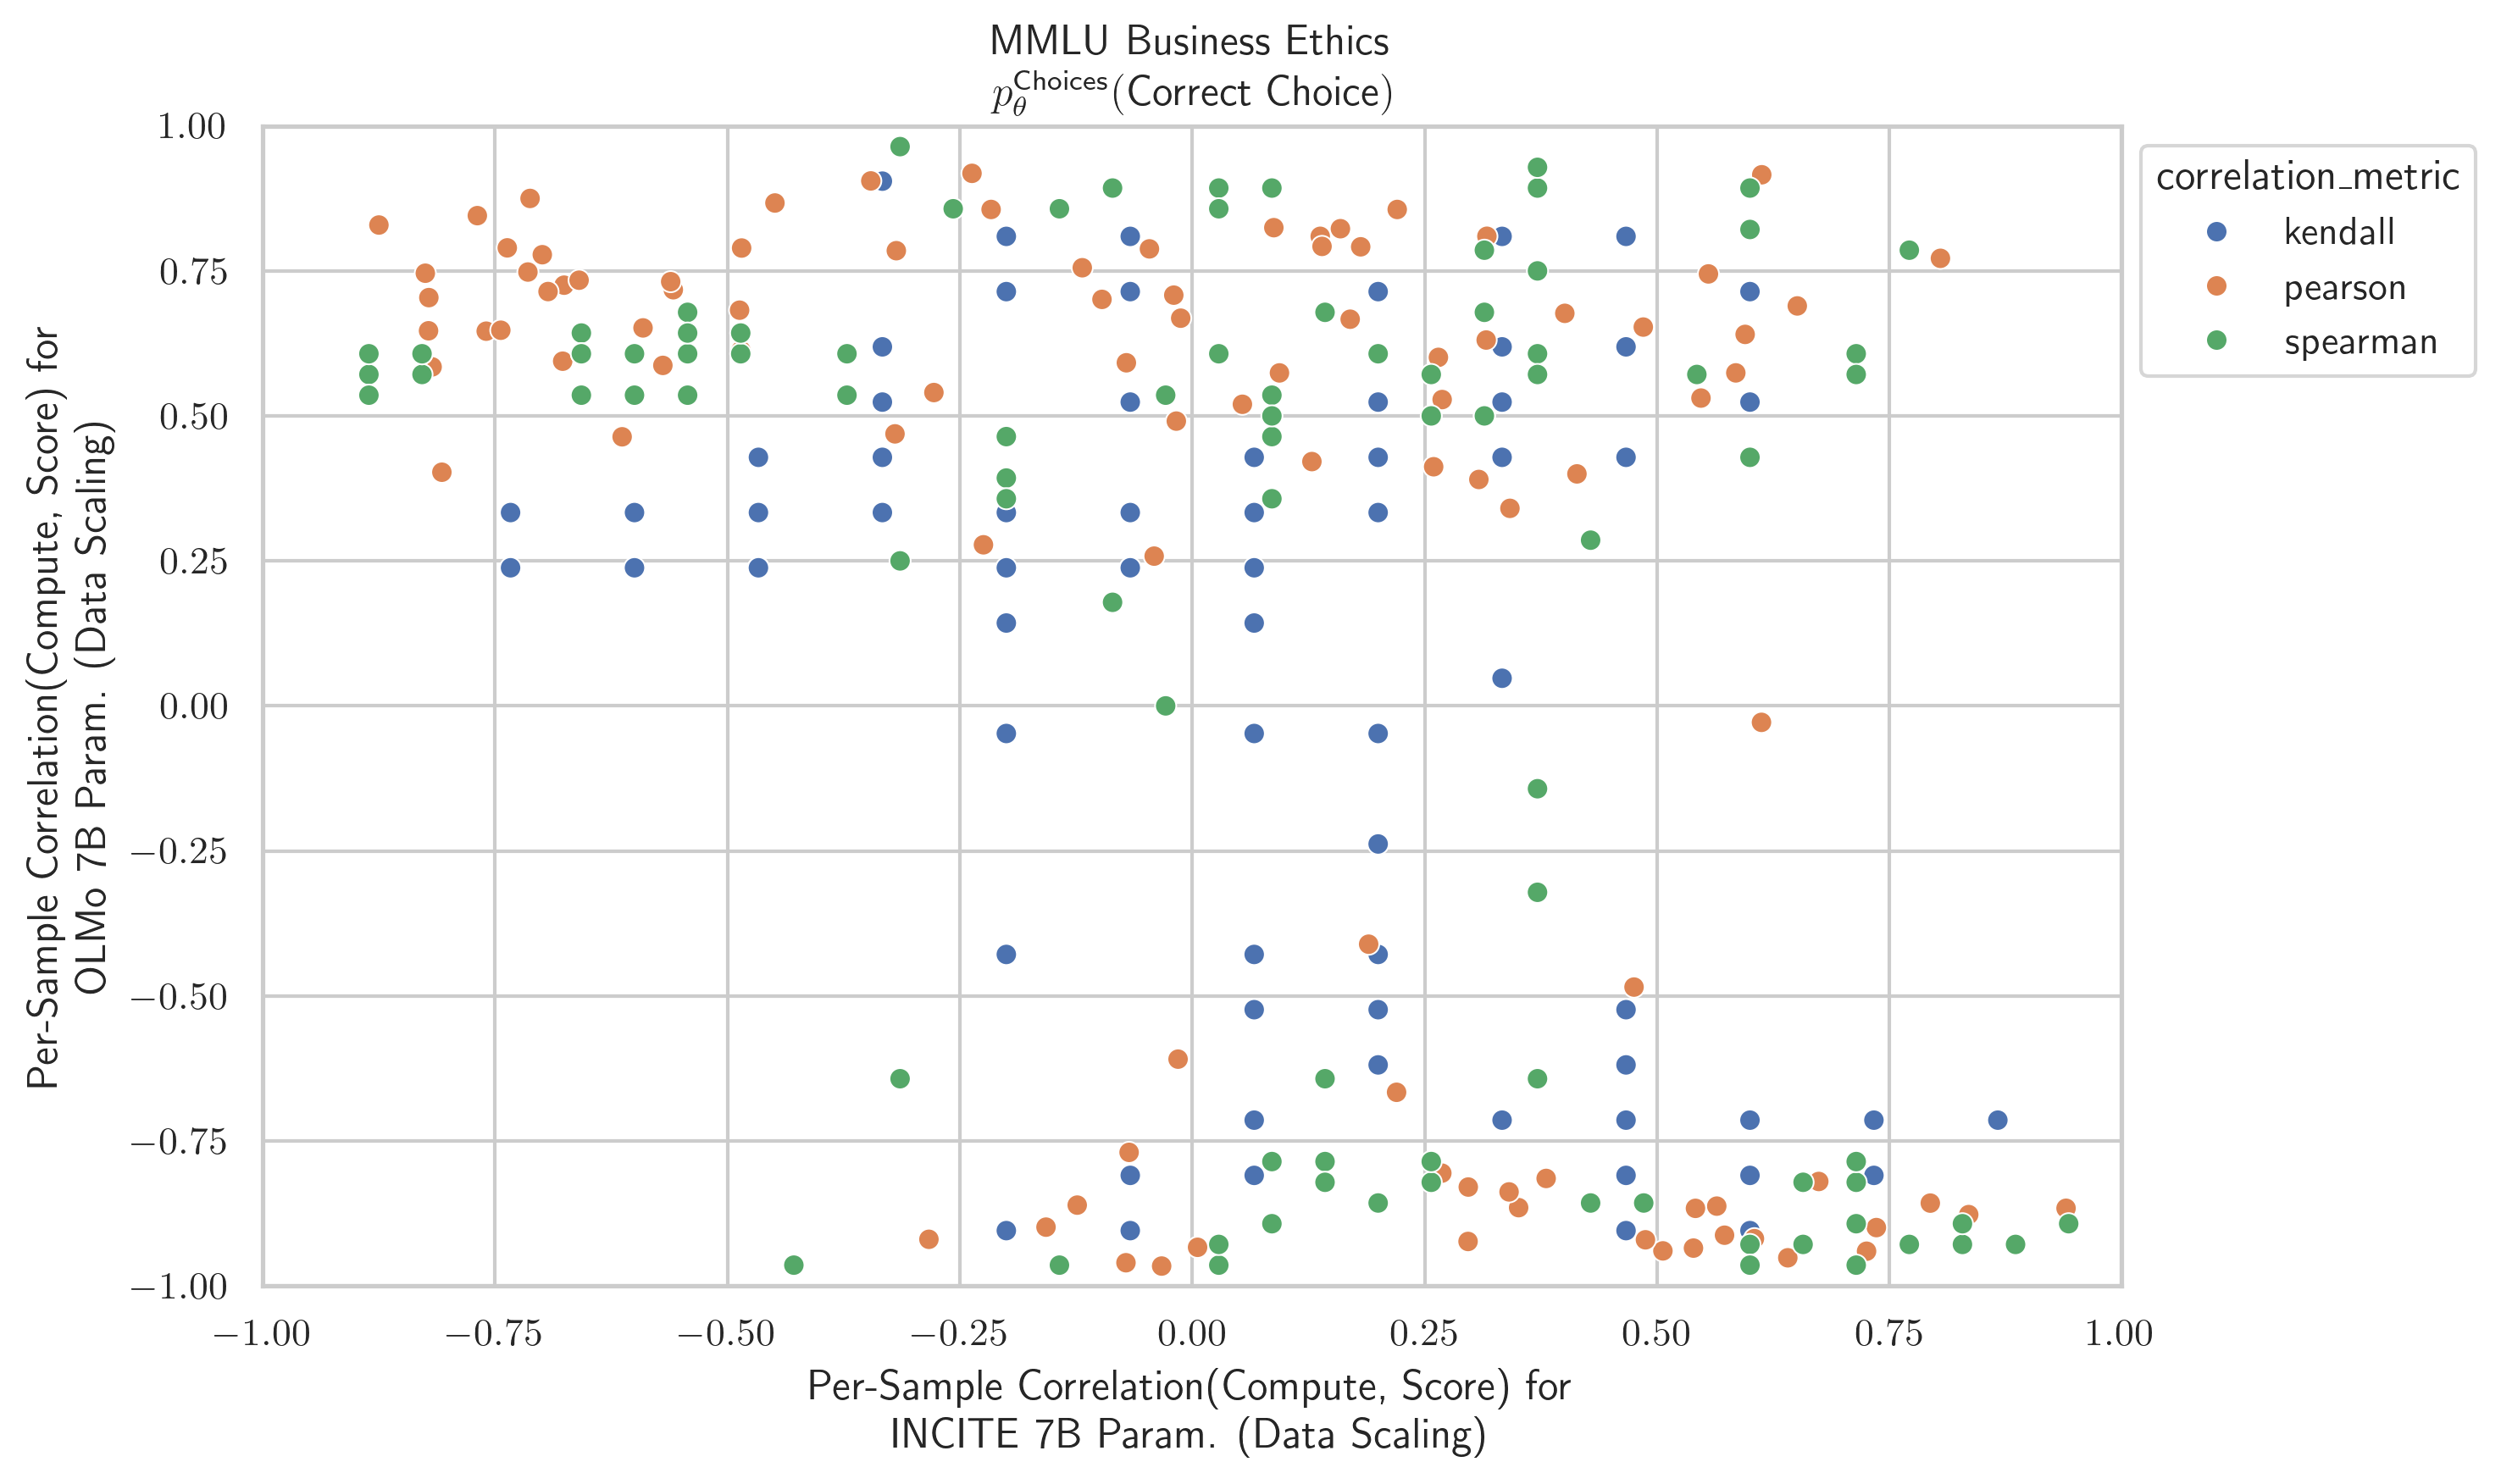 MMLU Business Ethics
p_θ^Choices(Correct Choice)
1.00
0.75
0.50
0.25
0.00
−0.25
−0.50
−0.75
−1.00
Per-Sample Correlation(Compute, Score) for
OLMo 7B Param. (Data Scaling)
correlation_metric
kendall
pearson
spearman
−1.00 −0.75 −0.50 −0.25 0.00 0.25 0.50 0.75 1.00
Per-Sample Correlation(Compute, Score) for
INCITE 7B Param. (Data Scaling)